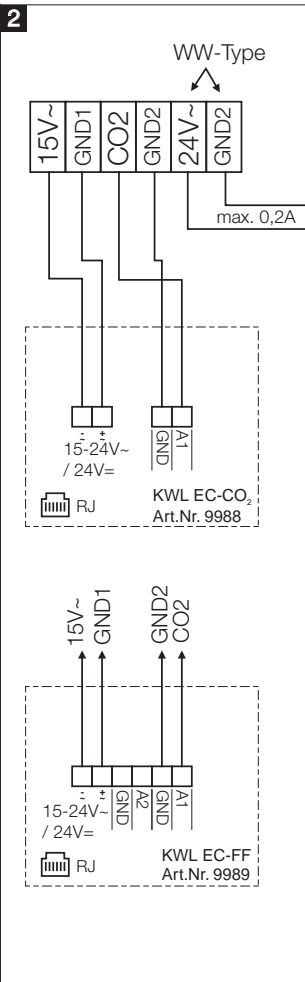 2
WW-Type
15V~ GND1 CO2 GND2 24V~ GND2
max. 0,2A
- + GND A1
15-24V~
/ 24V=
RJ
KWL EC-CO₂
Art.Nr. 9988
15V~ GND1 GND2 CO2
- + GND A2 GND A1
15-24V~
/ 24V=
RJ
KWL EC-FF
Art.Nr. 9989